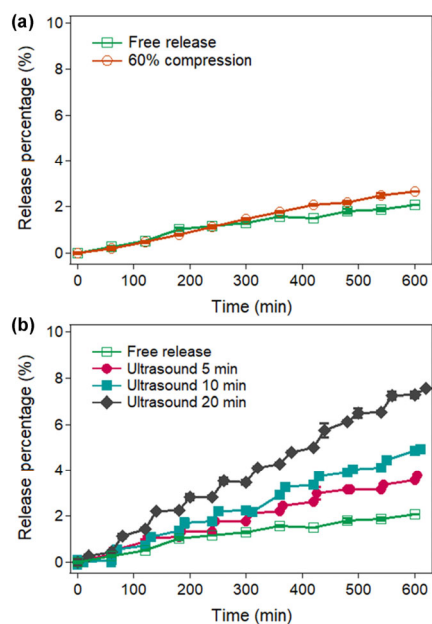 (a)
10
8
6
4
2
0
Release percentage (%)
Free release
60% compression
0 100 200 300 400 500 600
Time (min)
(b)
10
8
6
4
2
0
Release percentage (%)
Free release
Ultrasound 5 min
Ultrasound 10 min
Ultrasound 20 min
0 100 200 300 400 500 600
Time (min)